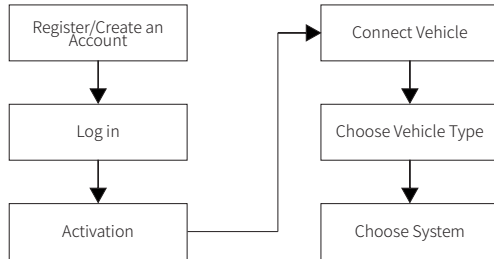 Register/Create an
Account
Log in
Activation
Connect Vehicle
Choose Vehicle Type
Choose System